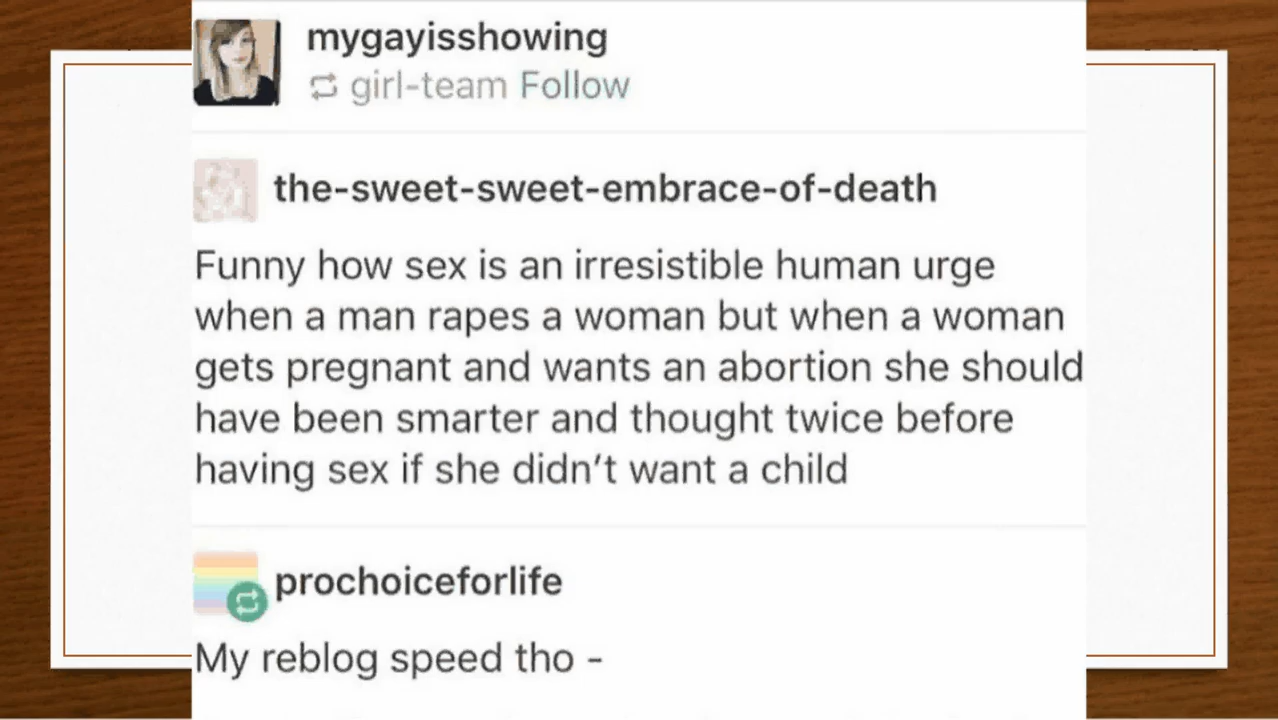 mygayisshowing
girl-team Follow
the-sweet-sweet-embrace-of-death
Funny how sex is an irresistible human urge
when a man rapes a woman but when a woman
gets pregnant and wants an abortion she should
have been smarter and thought twice before
having sex if she didn't want a child
prochoiceforlife
My reblog speed tho -